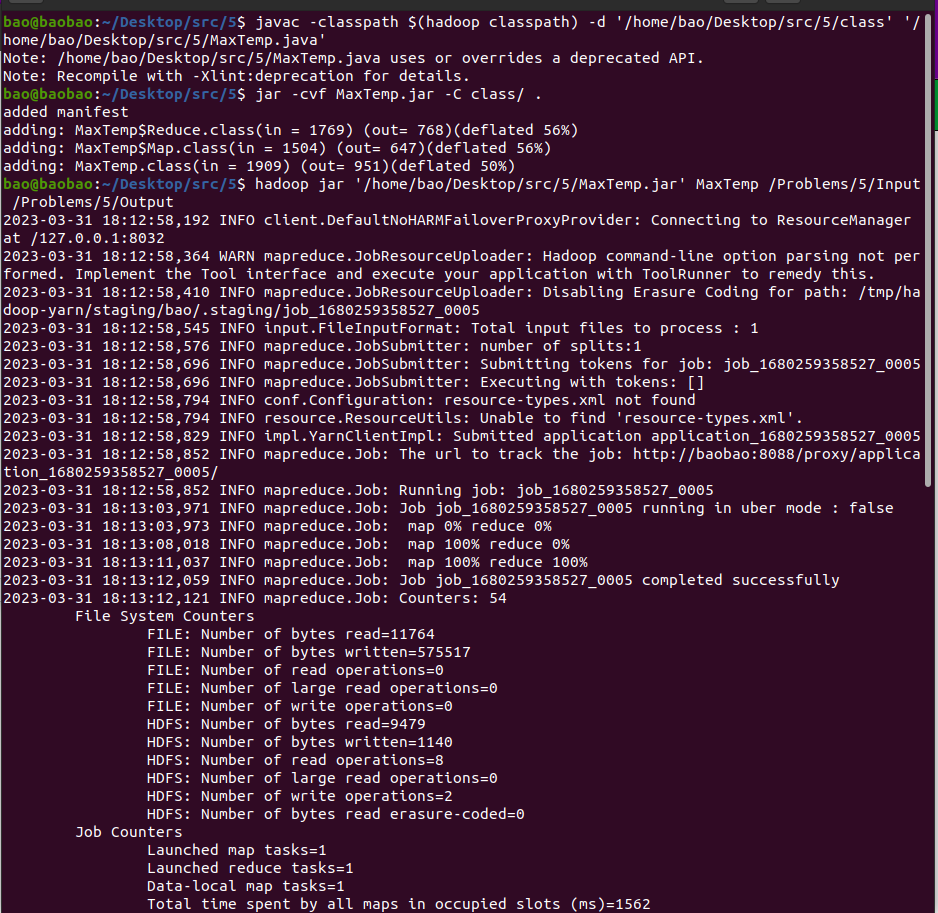 bao@baobao:~/Desktop/src/5$ javac -classpath $(hadoop classpath) -d '/home/bao/Desktop/src/5/class' '/
home/bao/Desktop/src/5/MaxTemp.java'
Note: /home/bao/Desktop/src/5/MaxTemp.java uses or overrides a deprecated API.
Note: Recompile with -Xlint:deprecation for details.
bao@baobao:~/Desktop/src/5$ jar -cvf MaxTemp.jar -C class/ .
added manifest
adding: MaxTemp$Reduce.class(in = 1769) (out= 768)(deflated 56%)
adding: MaxTemp$Map.class(in = 1504) (out= 647)(deflated 56%)
adding: MaxTemp.class(in = 1909) (out= 951)(deflated 50%)
bao@baobao:~/Desktop/src/5$ hadoop jar '/home/bao/Desktop/src/5/MaxTemp.jar' MaxTemp /Problems/5/Input
 /Problems/5/Output
2023-03-31 18:12:58,192 INFO client.DefaultNoHARMFailoverProxyProvider: Connecting to ResourceManager
at /127.0.0.1:8032
2023-03-31 18:12:58,364 WARN mapreduce.JobResourceUploader: Hadoop command-line option parsing not per
formed. Implement the Tool interface and execute your application with ToolRunner to remedy this.
2023-03-31 18:12:58,410 INFO mapreduce.JobResourceUploader: Disabling Erasure Coding for path: /tmp/ha
doop-yarn/staging/bao/.staging/job_1680259358527_0005
2023-03-31 18:12:58,545 INFO input.FileInputFormat: Total input files to process : 1
2023-03-31 18:12:58,576 INFO mapreduce.JobSubmitter: number of splits:1
2023-03-31 18:12:58,696 INFO mapreduce.JobSubmitter: Submitting tokens for job: job_1680259358527_0005
2023-03-31 18:12:58,696 INFO mapreduce.JobSubmitter: Executing with tokens: []
2023-03-31 18:12:58,794 INFO conf.Configuration: resource-types.xml not found
2023-03-31 18:12:58,794 INFO resource.ResourceUtils: Unable to find 'resource-types.xml'.
2023-03-31 18:12:58,829 INFO impl.YarnClientImpl: Submitted application application_1680259358527_0005
2023-03-31 18:12:58,852 INFO mapreduce.Job: The url to track the job: http://baobao:8088/proxy/applica
tion_1680259358527_0005/
2023-03-31 18:12:58,852 INFO mapreduce.Job: Running job: job_1680259358527_0005
2023-03-31 18:13:03,971 INFO mapreduce.Job: Job job_1680259358527_0005 running in uber mode : false
2023-03-31 18:13:03,973 INFO mapreduce.Job:  map 0% reduce 0%
2023-03-31 18:13:08,018 INFO mapreduce.Job:  map 100% reduce 0%
2023-03-31 18:13:11,037 INFO mapreduce.Job:  map 100% reduce 100%
2023-03-31 18:13:12,059 INFO mapreduce.Job: Job job_1680259358527_0005 completed successfully
2023-03-31 18:13:12,121 INFO mapreduce.Job: Counters: 54
File System Counters
FILE: Number of bytes read=11764
FILE: Number of bytes written=575517
FILE: Number of read operations=0
FILE: Number of large read operations=0
FILE: Number of write operations=0
HDFS: Number of bytes read=9479
HDFS: Number of bytes written=1140
HDFS: Number of read operations=8
HDFS: Number of large read operations=0
HDFS: Number of write operations=2
HDFS: Number of bytes read erasure-coded=0
Job Counters
Launched map tasks=1
Launched reduce tasks=1
Data-local map tasks=1
Total time spent by all maps in occupied slots (ms)=1562